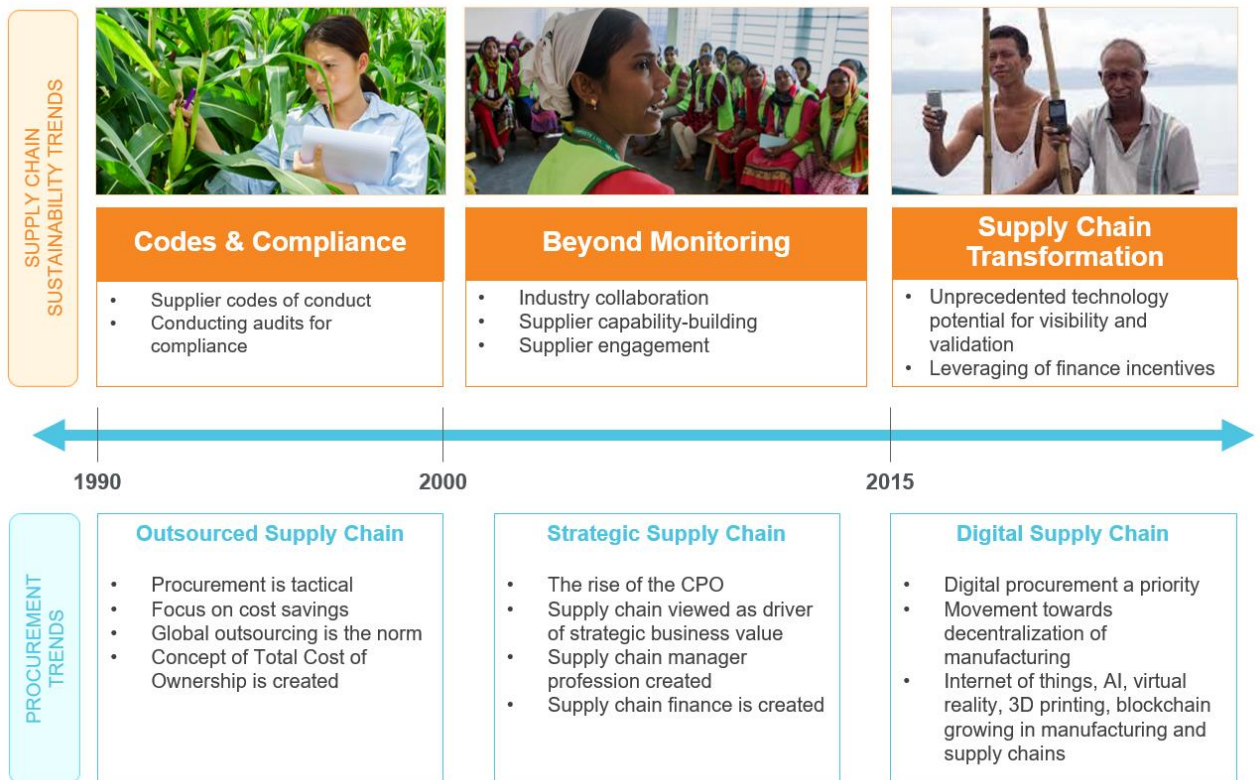 SUPPLY CHAIN
SUSTAINABILITY TRENDS
Codes & Compliance
• Supplier codes of conduct
• Conducting audits for
compliance
Beyond Monitoring
• Industry collaboration
• Supplier capability-building
• Supplier engagement
Supply Chain
Transformation
• Unprecedented technology
potential for visibility and
validation
• Leveraging of finance incentives
1990
2000
2015
PROCUREMENT
TRENDS
Outsourced Supply Chain
• Procurement is tactical
• Focus on cost savings
• Global outsourcing is the norm
• Concept of Total Cost of
Ownership is created
Strategic Supply Chain
• The rise of the CPO
• Supply chain viewed as driver
of strategic business value
• Supply chain manager
profession created
• Supply chain finance is created
Digital Supply Chain
• Digital procurement a priority
• Movement towards
decentralization of
manufacturing
• Internet of things, AI, virtual
reality, 3D printing, blockchain
growing in manufacturing and
supply chains